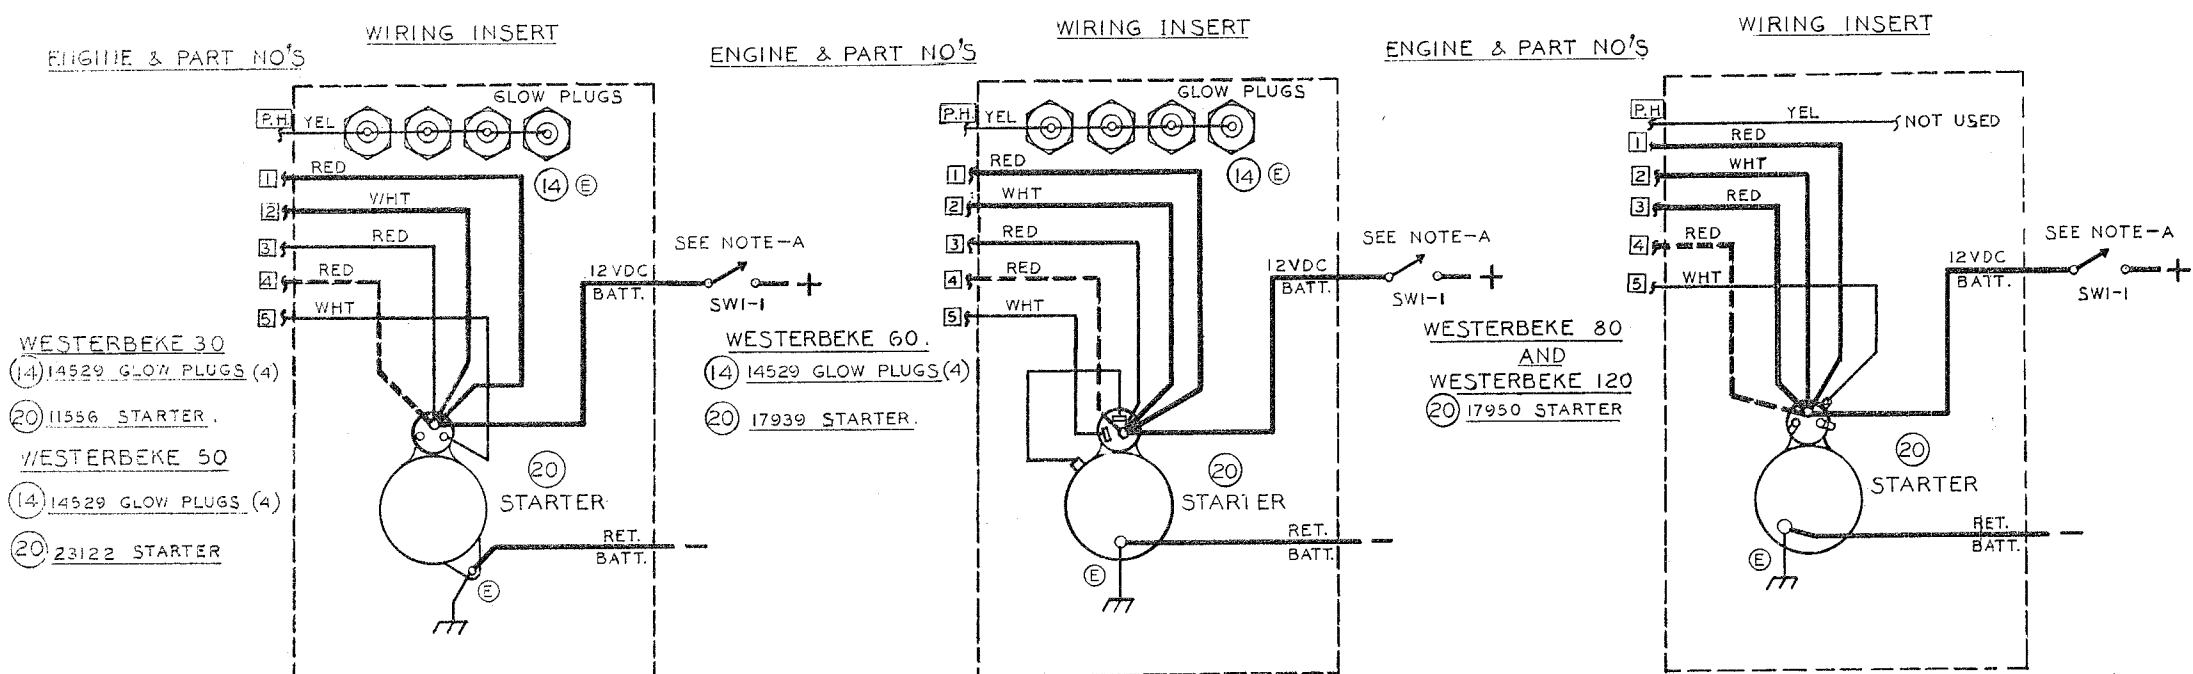 WIRING INSERT
ENGINE & PART NO'S
GLOW PLUGS
P.H.
YEL
1 RED
14 E
2 WHT
3 RED
4 RED
5 WHT
SEE NOTE-A
12VDC
BATT.
SW1-1
+
WESTERBEKE 30
14 14529 GLOW PLUGS (4)
20 11556 STARTER.
WESTERBEKE 50
14 14529 GLOW PLUGS (4)
20 23122 STARTER
20
STARTER
RET.
BATT.
E
WIRING INSERT
ENGINE & PART NO'S
GLOW PLUGS
P.H.
YEL
1 RED
14 E
2 WHT
3 RED
4 RED
5 WHT
SEE NOTE-A
12VDC
BATT.
SW1-1
+
WESTERBEKE 60.
14 14529 GLOW PLUGS (4)
20 17939 STARTER.
20
STARTER
RET.
BATT.
E
WIRING INSERT
ENGINE & PART NO'S
P.H.
YEL
NOT USED
1 RED
2 WHT
3 RED
4 RED
5 WHT
SEE NOTE-A
12VDC
BATT.
SW1-1
+
WESTERBEKE 80
AND
WESTERBEKE 120
20 17950 STARTER
20
STARTER
RET.
BATT.
E